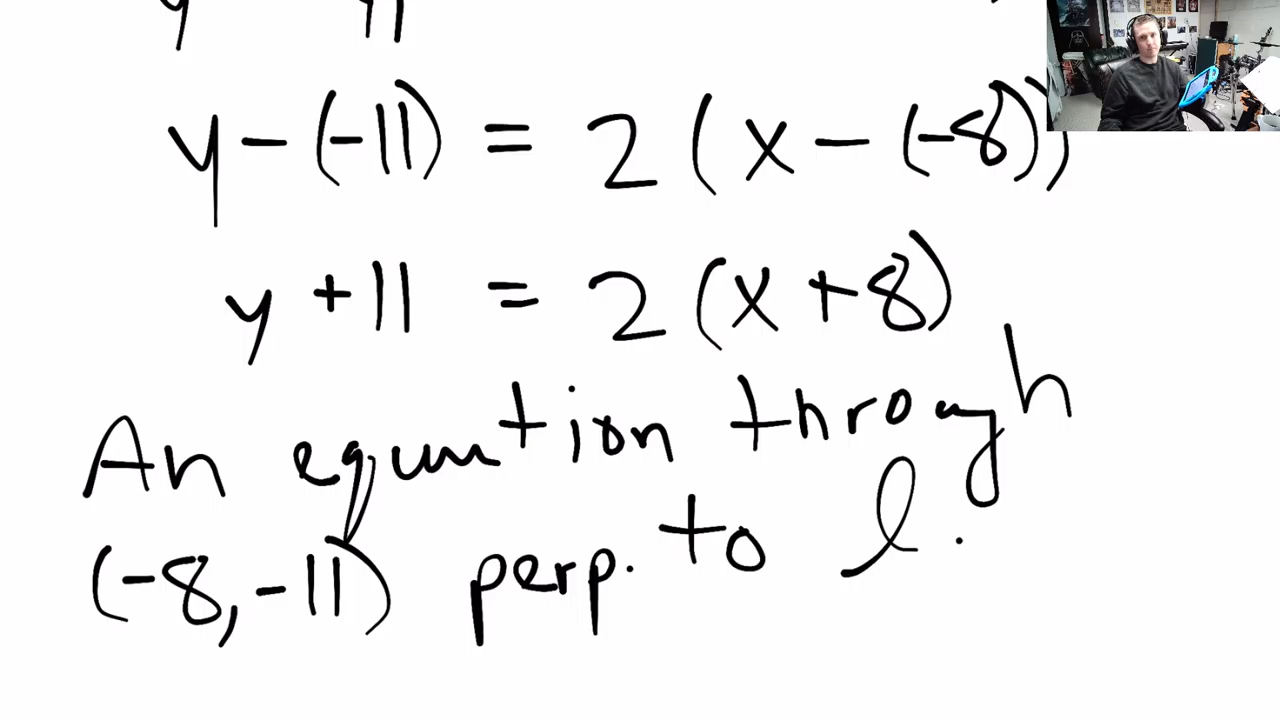 y - (-11) = 2 (x - (-8))
y + 11 = 2 (x + 8)
An equation through
(-8, -11) perp. to l.